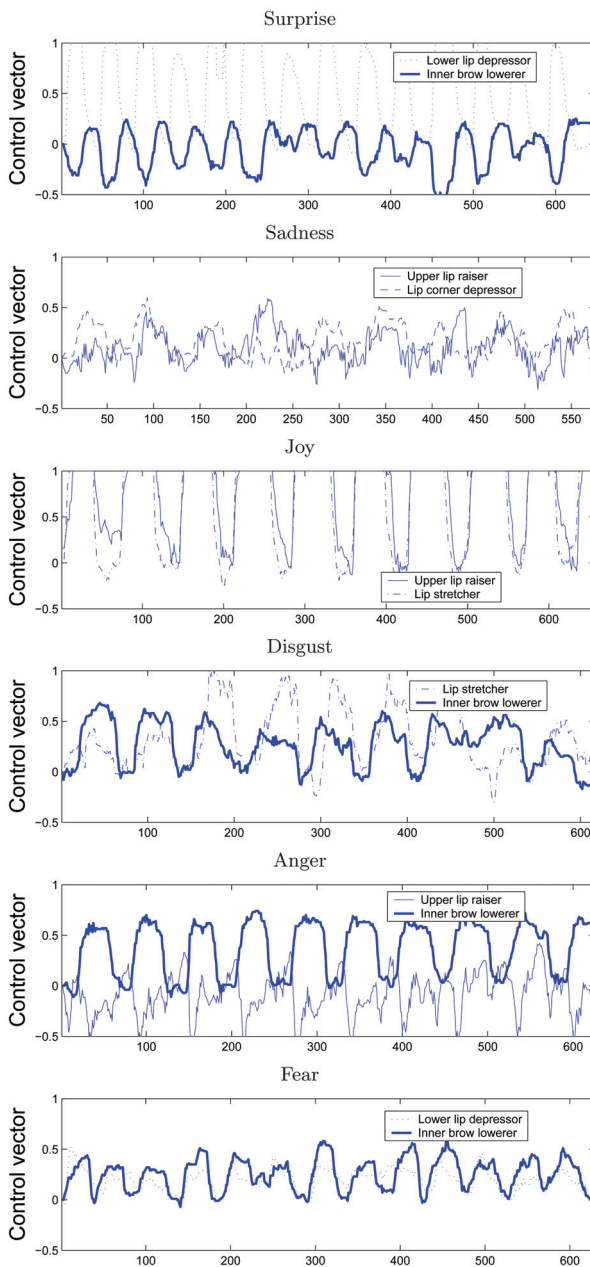 Surprise
1
Lower lip depressor
Inner brow lowerer
0.5
Control vector
0
−0.5
100 200 300 400 500 600
Sadness
1
Upper lip raiser
Lip corner depressor
0.5
Control vector
0
−0.5
50 100 150 200 250 300 350 400 450 500 550
Joy
1
0.5
Control vector
0
Upper lip raiser
Lip stretcher
0.5
100 200 300 400 500 600
Disgust
1
Lip stretcher
Inner brow lowerer
0.5
Control vector
0
−0.5
100 200 300 400 500 600
Anger
1
Upper lip raiser
Inner brow lowerer
0.5
Control vector
0
0.5
100 200 300 400 500 600
Fear
1
Lower lip depressor
Inner brow lowerer
0.5
Control vector
0
0.5
100 200 300 400 500 600